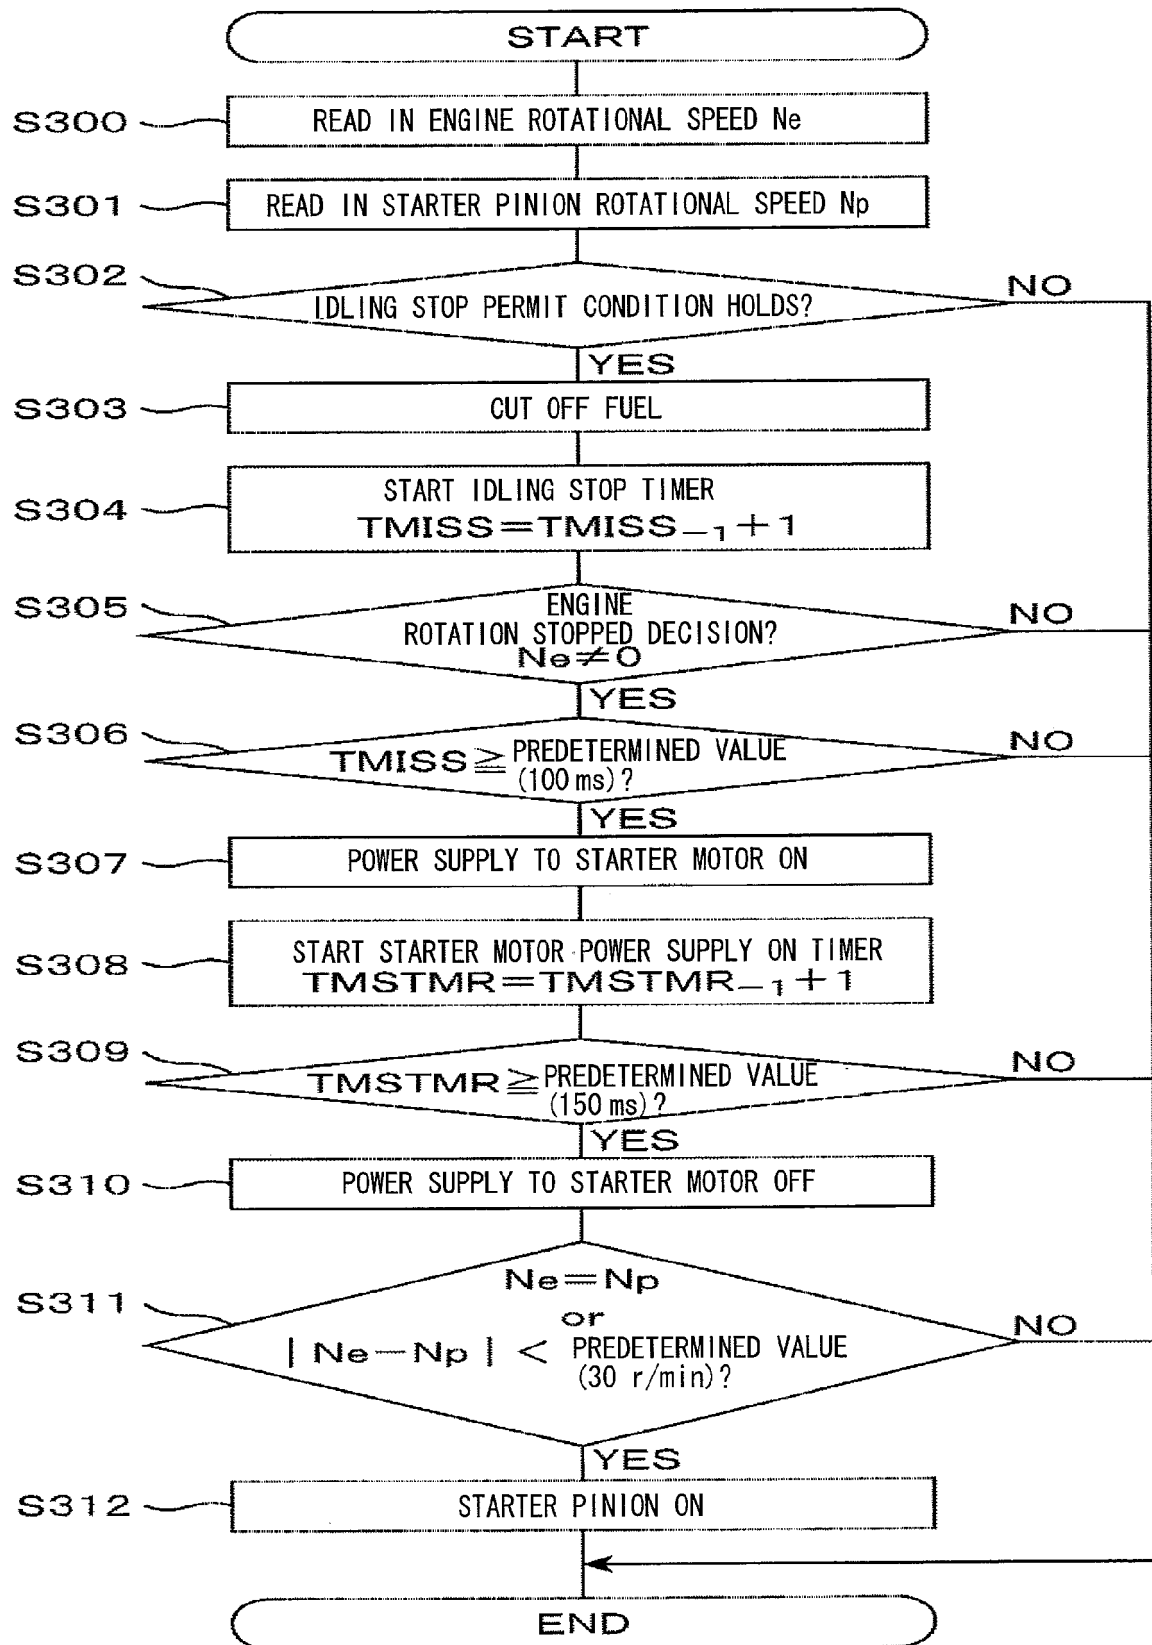 START
S300
READ IN ENGINE ROTATIONAL SPEED Ne
S301
READ IN STARTER PINION ROTATIONAL SPEED Np
S302
IDLING STOP PERMIT CONDITION HOLDS?
NO
YES
S303
CUT OFF FUEL
S304
START IDLING STOP TIMER
TMISS=TMISS₋₁+1
S305
ENGINE
ROTATION STOPPED DECISION?
Ne≠0
NO
YES
S306
TMISS≧PREDETERMINED VALUE
(100 ms)?
NO
YES
S307
POWER SUPPLY TO STARTER MOTOR ON
S308
START STARTER MOTOR POWER SUPPLY ON TIMER
TMSTMR=TMSTMR₋₁+1
S309
TMSTMR≧PREDETERMINED VALUE
(150 ms)?
NO
YES
S310
POWER SUPPLY TO STARTER MOTOR OFF
S311
Ne=Np
or
|Ne-Np| < PREDETERMINED VALUE
(30 r/min)?
NO
YES
S312
STARTER PINION ON
END